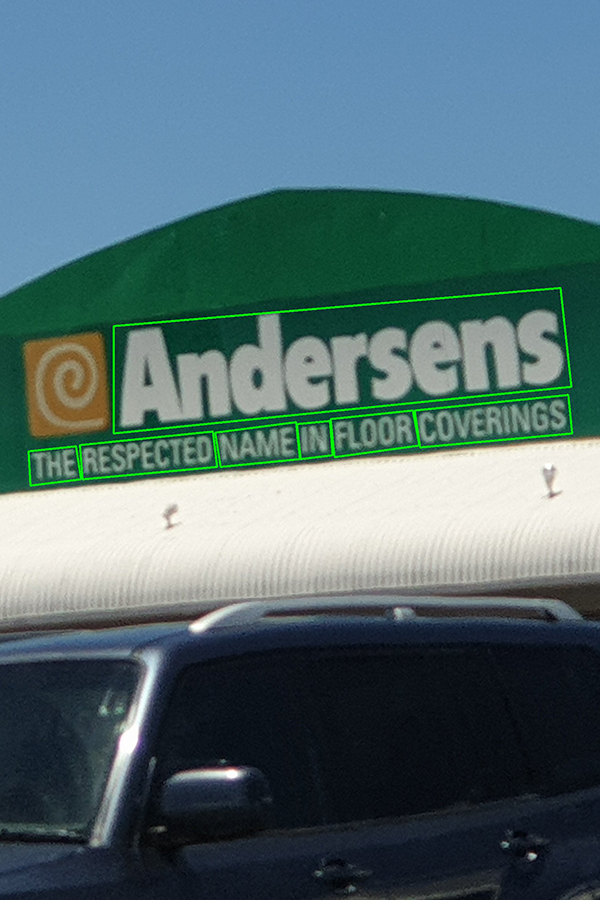 Andersens
THE RESPECTED NAME IN FLOOR COVERINGS